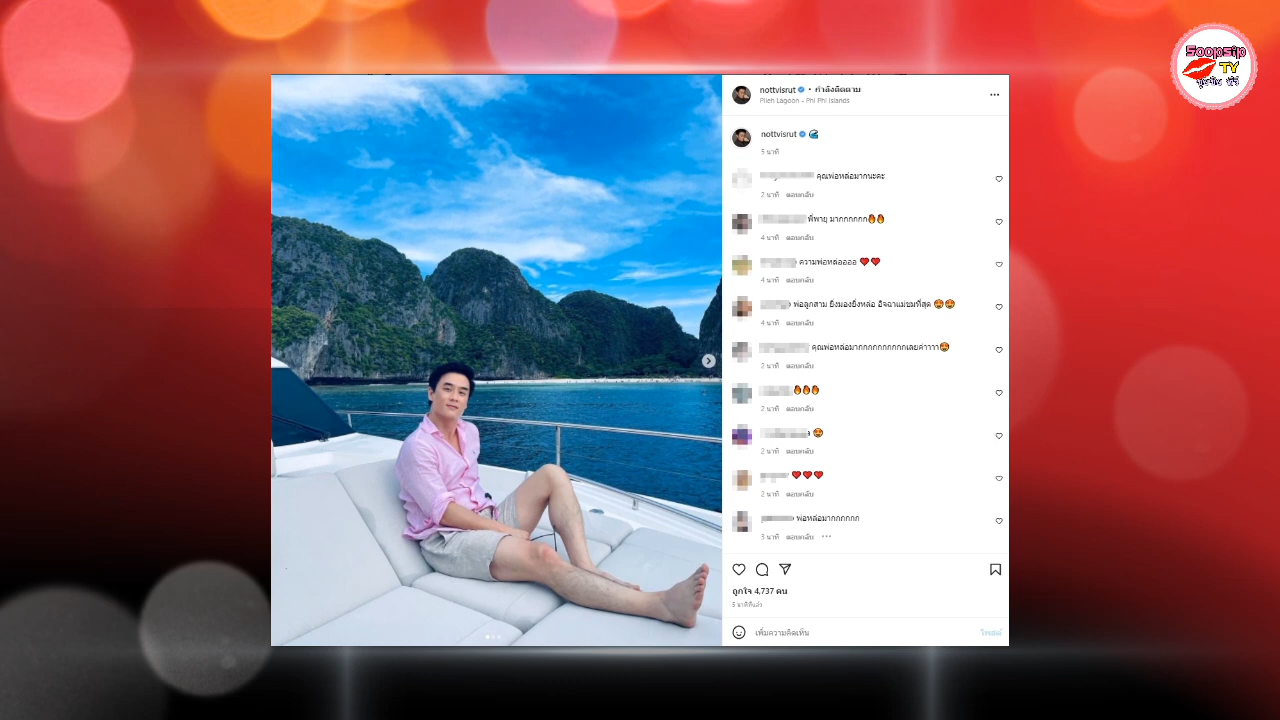 Soopsip
TV
ซุบซิบ ทีวี
nottvisrut • กำลังติดตาม
Pileh Lagoon - Phi Phi Islands
nottvisrut 🌊
5 นาที
คุณพ่อหล่อมากนะคะ
2 นาที ตอบกลับ
พี่พายุ มากกกกกก🔥🔥
4 นาที ตอบกลับ
ความพ่อหล่อออออ ❤️❤️
4 นาที ตอบกลับ
พ่อลูกสาม ยิ่งมองยิ่งหล่อ อิจฉาแม่ชมที่สุด 😍😍
4 นาที ตอบกลับ
คุณพ่อหล่อมากกกกกกกกกกเลยค่าาาา😍
2 นาที ตอบกลับ
🔥🔥🔥
2 นาที ตอบกลับ
😍
2 นาที ตอบกลับ
❤️❤️❤️
2 นาที ตอบกลับ
พ่อหล่อมากกกกกก
3 นาที ตอบกลับ
ถูกใจ 4,737 คน
5 นาทีที่แล้ว
เพิ่มความคิดเห็น
โพสต์